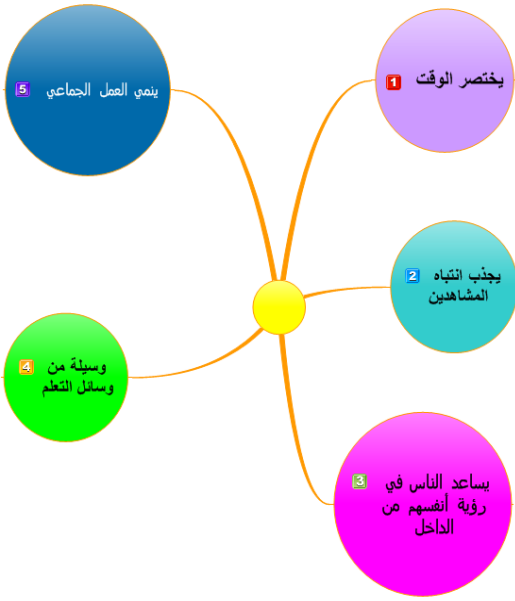 1 يختصر الوقت
2 يجذب انتباه
المشاهدين
3 يساعد الناس في
رؤية أنفسهم من
الداخل
4 وسيلة من
وسائل التعلم
5 ينمي العمل الجماعي